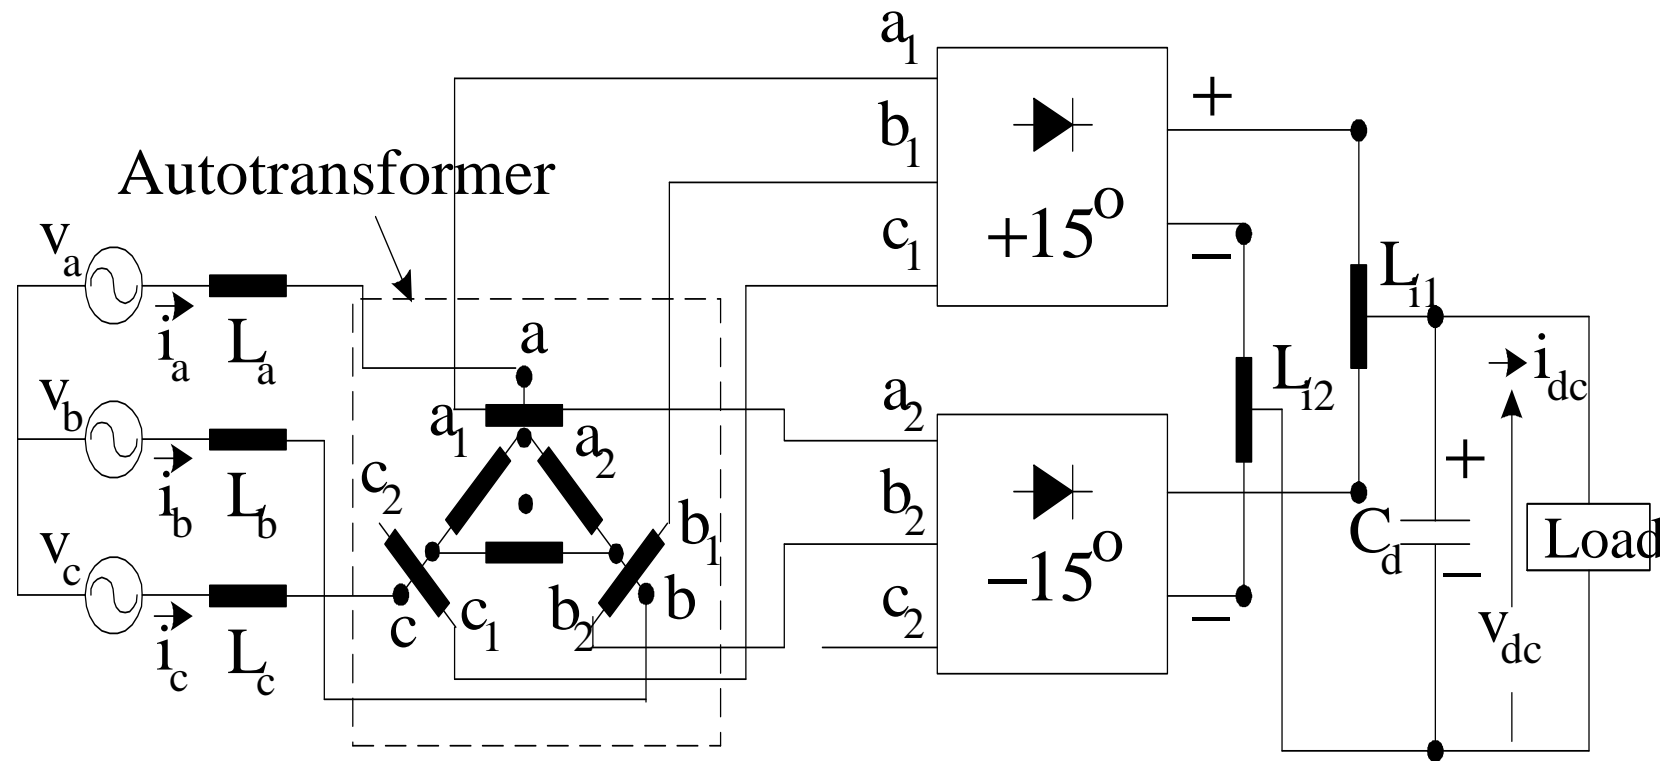 a1
b1
+
Autotransformer
c1
+15°
−
va
Li1
ia
La
a
idc
Li2
vb
a1
a2
a2
+
c2
ib
Lb
b2
b1
Cd
Load
vc
−15°
−
b2
b
c2
c
c1
−
vdc
ic
Lc